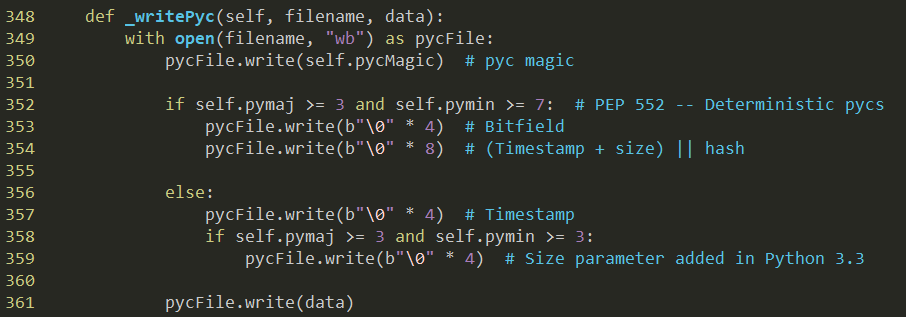 348     def _writePyc(self, filename, data):
349         with open(filename, "wb") as pycFile:
350             pycFile.write(self.pycMagic)  # pyc magic
351
352             if self.pymaj >= 3 and self.pymin >= 7:  # PEP 552 -- Deterministic pycs
353                 pycFile.write(b"\0" * 4)  # Bitfield
354                 pycFile.write(b"\0" * 8)  # (Timestamp + size) || hash
355
356             else:
357                 pycFile.write(b"\0" * 4)  # Timestamp
358                 if self.pymaj >= 3 and self.pymin >= 3:
359                     pycFile.write(b"\0" * 4)  # Size parameter added in Python 3.3
360
361             pycFile.write(data)